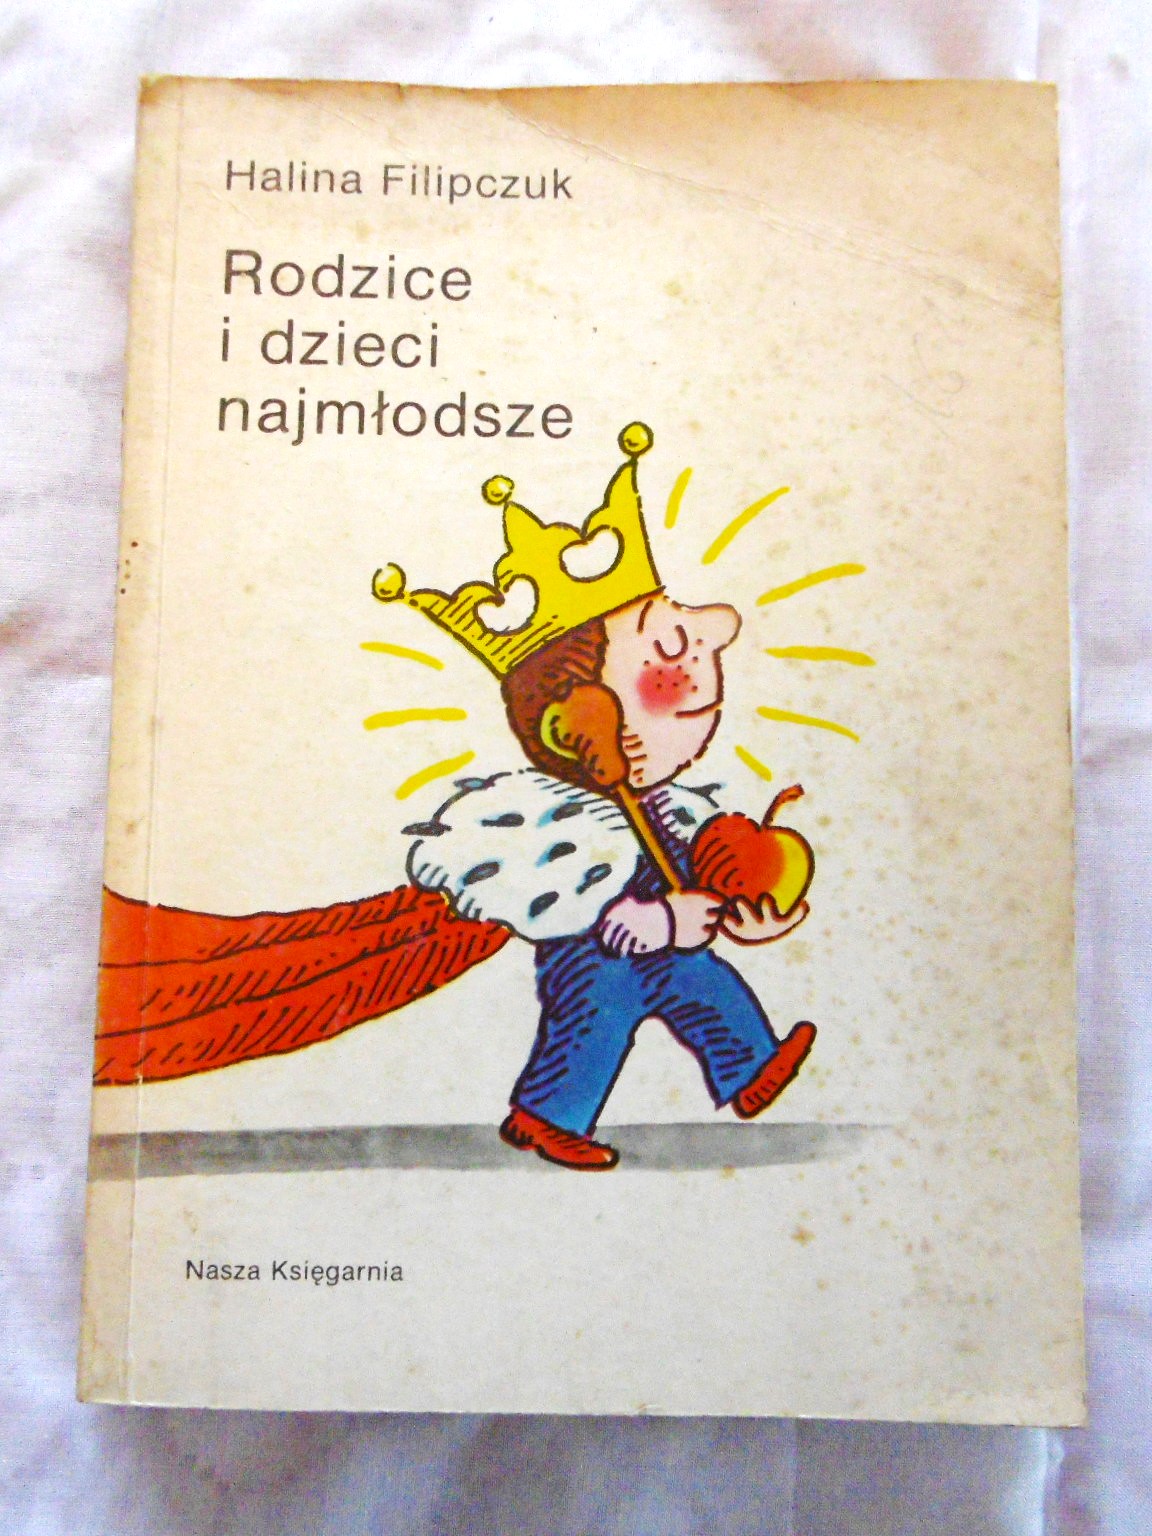 Halina Filipczuk
Rodzice
i dzieci
najmłodsze
Nasza Księgarnia